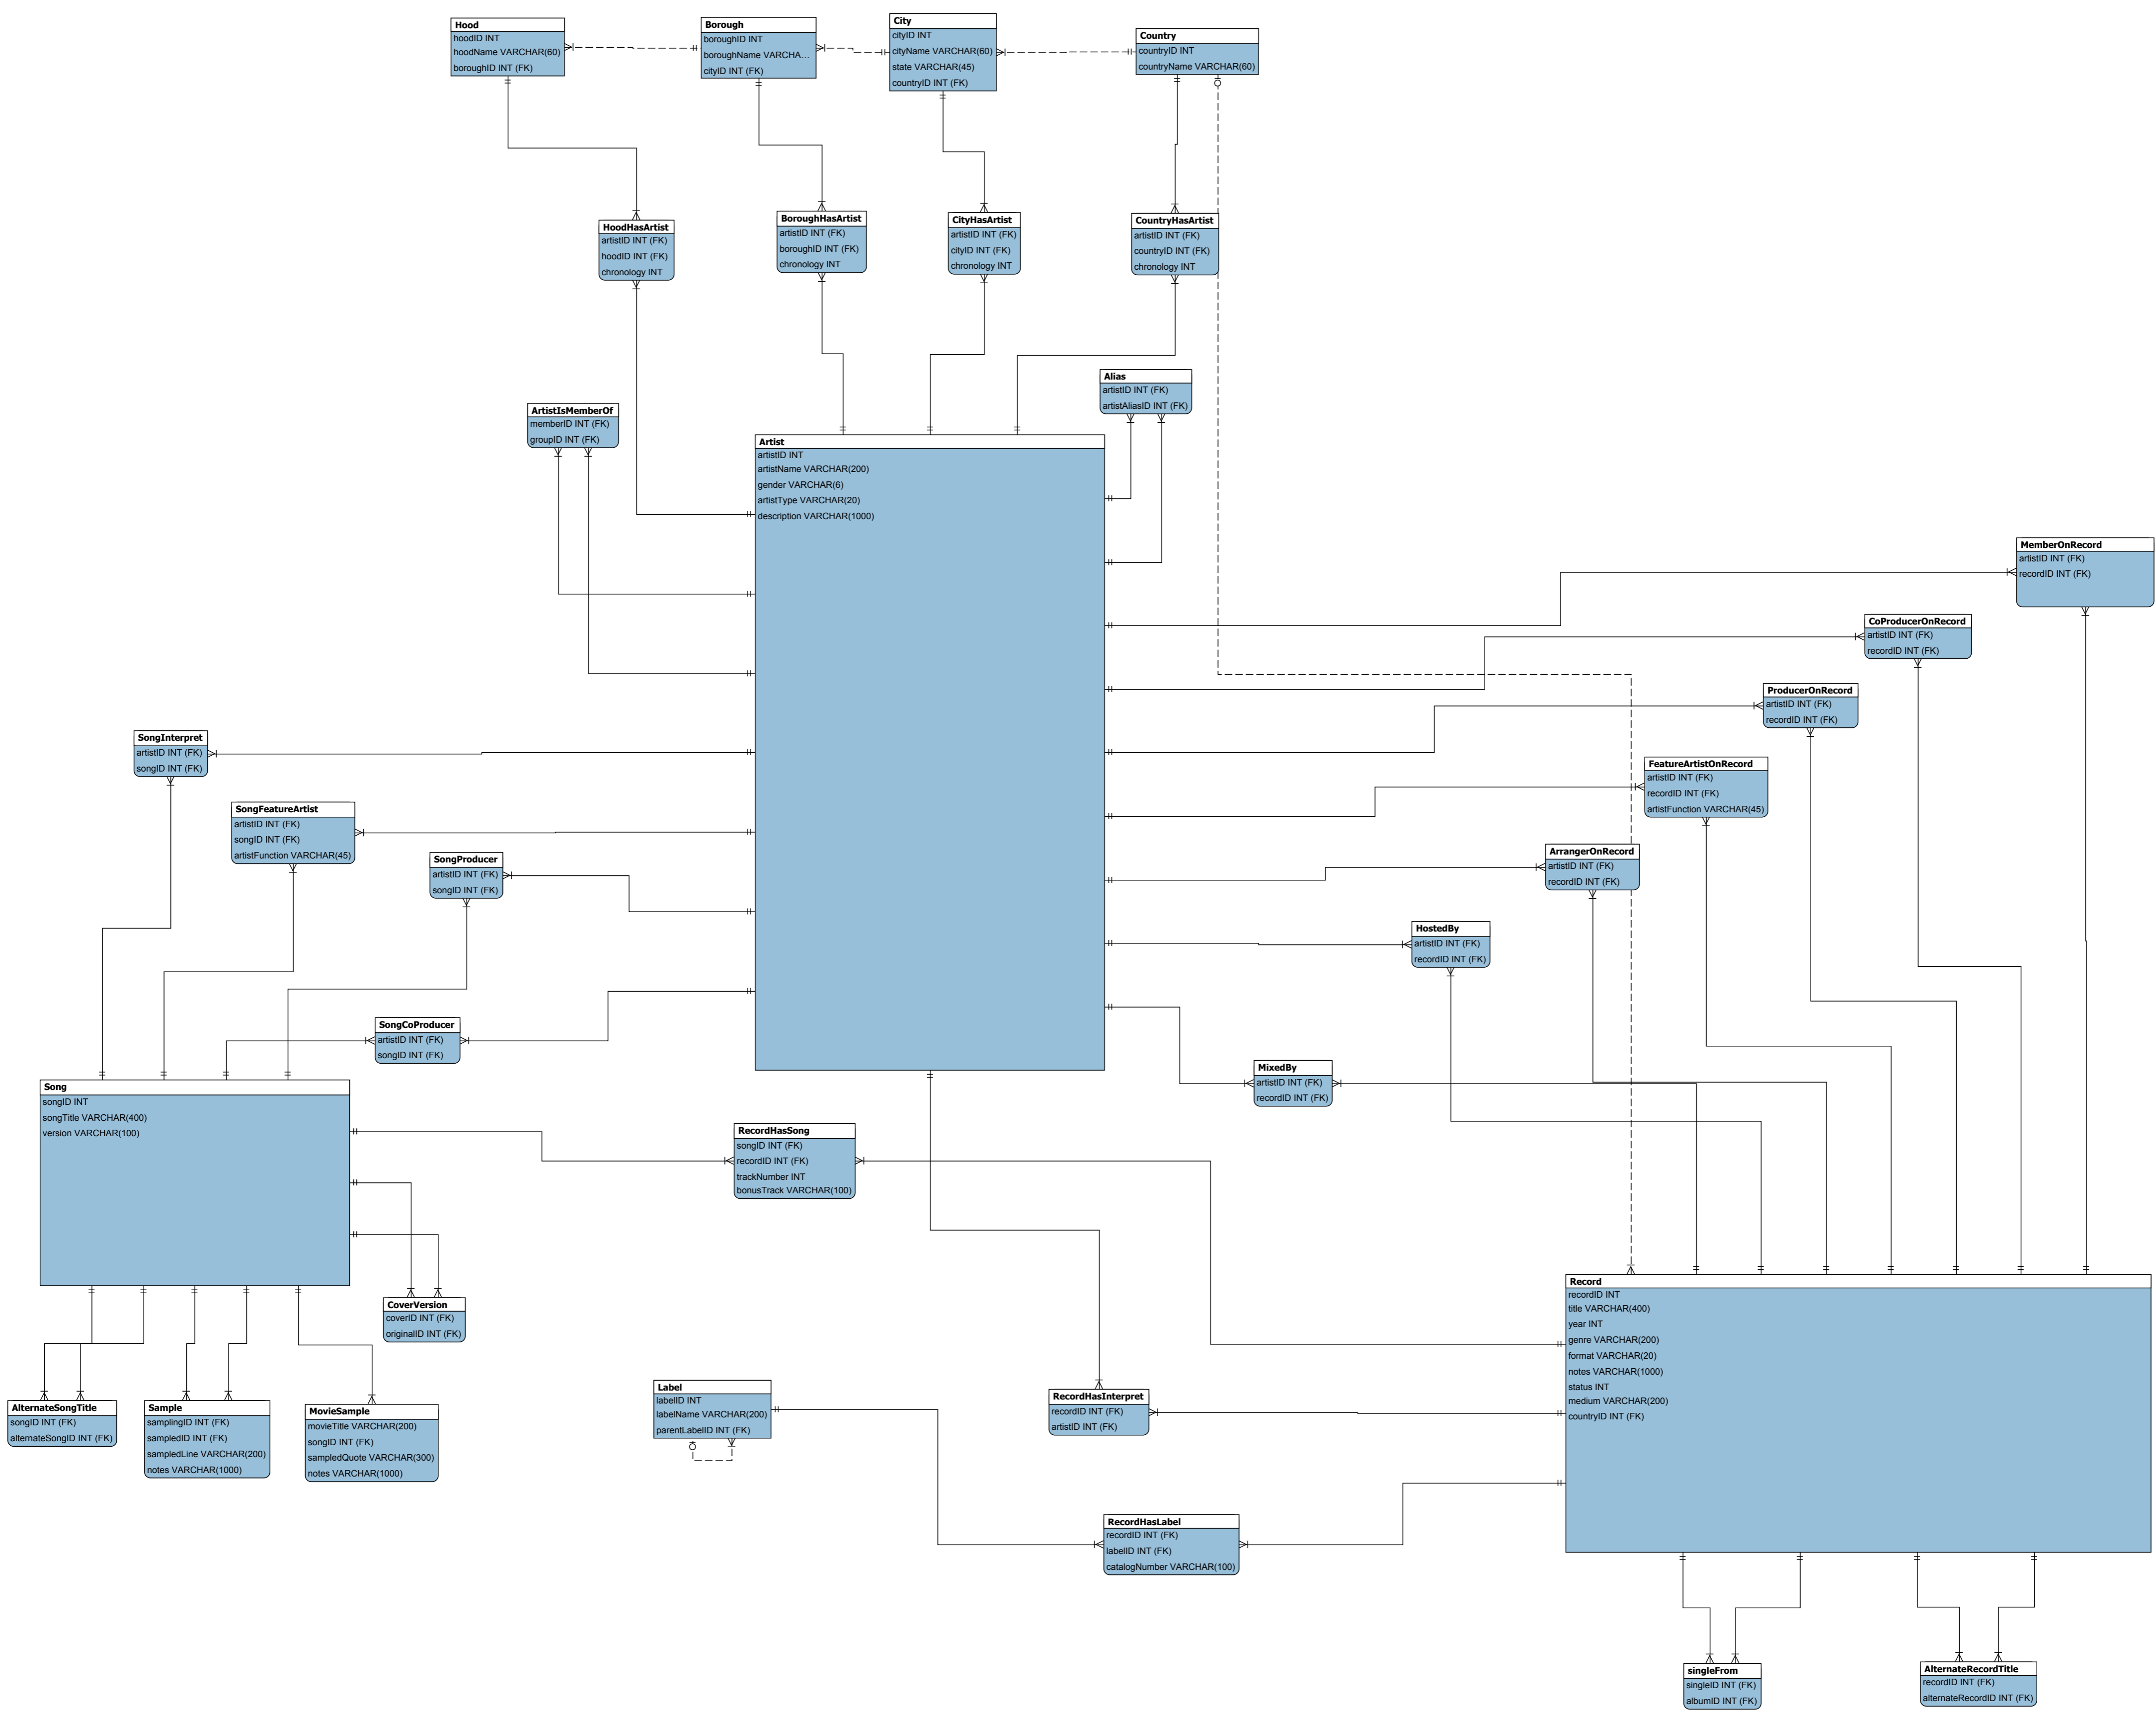 Hood
hoodID INT
hoodName VARCHAR(60)
boroughID INT (FK)
Borough
boroughID INT
boroughName VARCHA...
cityID INT (FK)
City
cityID INT
cityName VARCHAR(60)
state VARCHAR(45)
countryID INT (FK)
Country
countryID INT
countryName VARCHAR(60)
HoodHasArtist
artistID INT (FK)
hoodID INT (FK)
chronology INT
BoroughHasArtist
artistID INT (FK)
boroughID INT (FK)
chronology INT
CityHasArtist
artistID INT (FK)
cityID INT (FK)
chronology INT
CountryHasArtist
artistID INT (FK)
countryID INT (FK)
chronology INT
Alias
artistID INT (FK)
artistAliasID INT (FK)
ArtistIsMemberOf
memberID INT (FK)
groupID INT (FK)
Artist
artistID INT
artistName VARCHAR(200)
gender VARCHAR(6)
artistType VARCHAR(20)
description VARCHAR(1000)
MemberOnRecord
artistID INT (FK)
recordID INT (FK)
CoProducerOnRecord
artistID INT (FK)
recordID INT (FK)
ProducerOnRecord
artistID INT (FK)
recordID INT (FK)
SongInterpret
artistID INT (FK)
songID INT (FK)
FeatureArtistOnRecord
artistID INT (FK)
recordID INT (FK)
artistFunction VARCHAR(45)
SongFeatureArtist
artistID INT (FK)
songID INT (FK)
artistFunction VARCHAR(45)
SongProducer
artistID INT (FK)
songID INT (FK)
ArrangerOnRecord
artistID INT (FK)
recordID INT (FK)
HostedBy
artistID INT (FK)
recordID INT (FK)
SongCoProducer
artistID INT (FK)
songID INT (FK)
MixedBy
artistID INT (FK)
recordID INT (FK)
Song
songID INT
songTitle VARCHAR(400)
version VARCHAR(100)
RecordHasSong
songID INT (FK)
recordID INT (FK)
trackNumber INT
bonusTrack VARCHAR(100)
CoverVersion
coverID INT (FK)
originalID INT (FK)
Record
recordID INT
title VARCHAR(400)
year INT
genre VARCHAR(200)
format VARCHAR(20)
notes VARCHAR(1000)
status INT
medium VARCHAR(200)
countryID INT (FK)
Label
labelID INT
labelName VARCHAR(200)
parentLabelID INT (FK)
RecordHasInterpret
recordID INT (FK)
artistID INT (FK)
AlternateSongTitle
songID INT (FK)
alternateSongID INT (FK)
Sample
samplingID INT (FK)
sampledID INT (FK)
sampledLine VARCHAR(200)
notes VARCHAR(1000)
MovieSample
movieTitle VARCHAR(200)
songID INT (FK)
sampledQuote VARCHAR(300)
notes VARCHAR(1000)
RecordHasLabel
recordID INT (FK)
labelID INT (FK)
catalogNumber VARCHAR(100)
singleFrom
singleID INT (FK)
albumID INT (FK)
AlternateRecordTitle
recordID INT (FK)
alternateRecordID INT (FK)